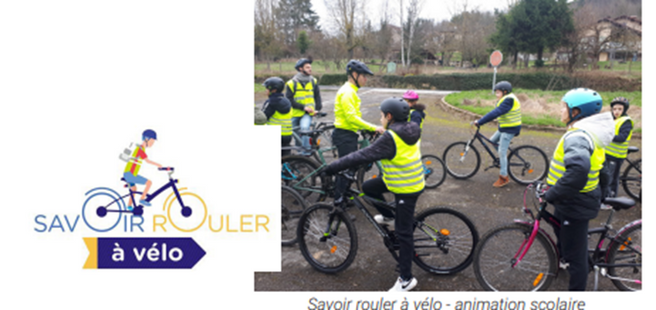 SAVOIR ROULER
à vélo
Savoir rouler à vélo - animation scolaire